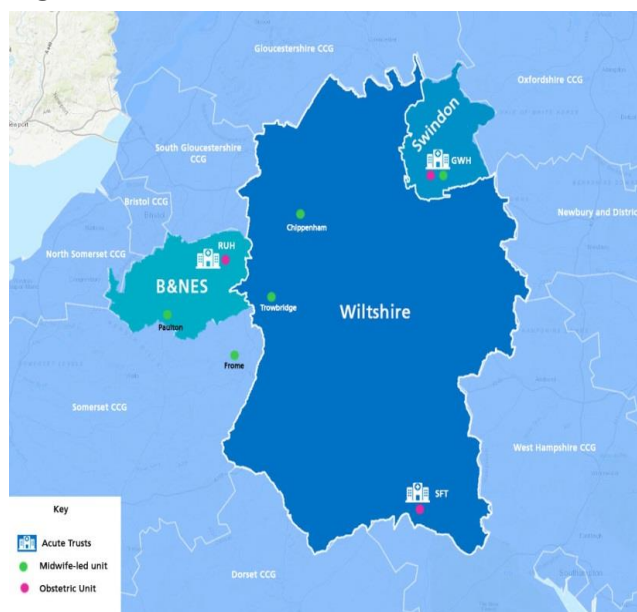 Gloucestershire CCG
Oxfordshire CCG
Swindon
GWH
South Gloucestershire
CCG
Bristol CCG
Newbury and District
Chippenham
North Somerset CCG
RUH
B&NES
Trowbridge
Wiltshire
Paulton
Frome
Somerset CCG
West Hampshire CCG
SFT
Dorset CCG
Key
Acute Trusts
Midwife-led unit
Obstetric Unit